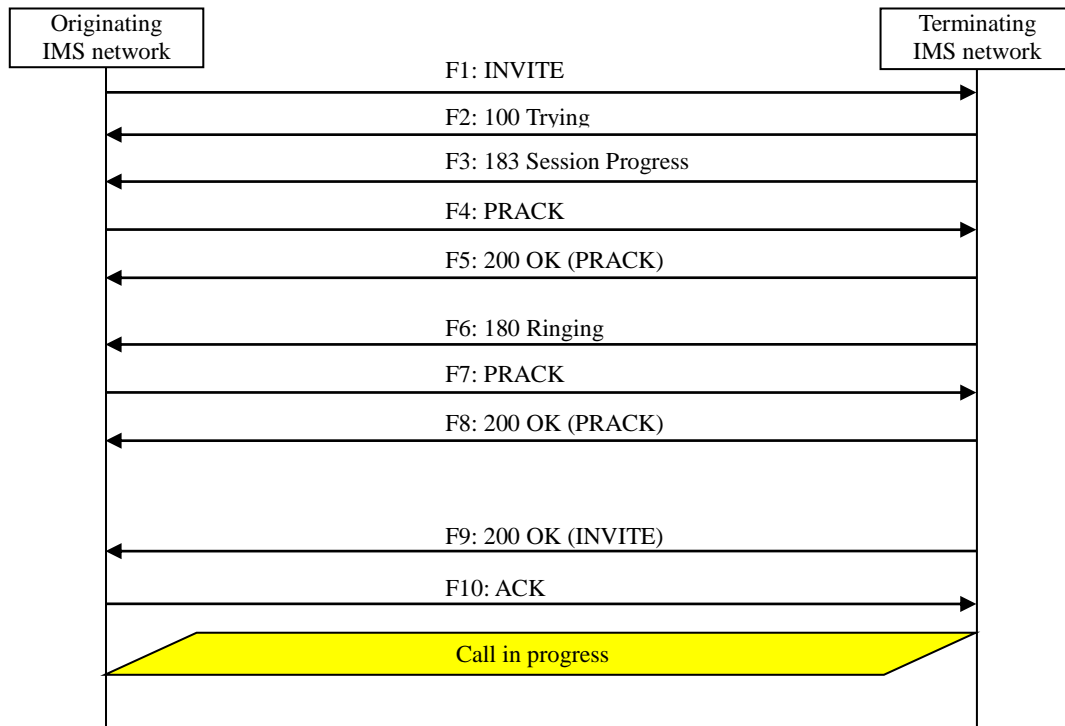 Originating
IMS network
Terminating
IMS network
F1: INVITE
F2: 100 Trying
F3: 183 Session Progress
F4: PRACK
F5: 200 OK (PRACK)
F6: 180 Ringing
F7: PRACK
F8: 200 OK (PRACK)
F9: 200 OK (INVITE)
F10: ACK
Call in progress